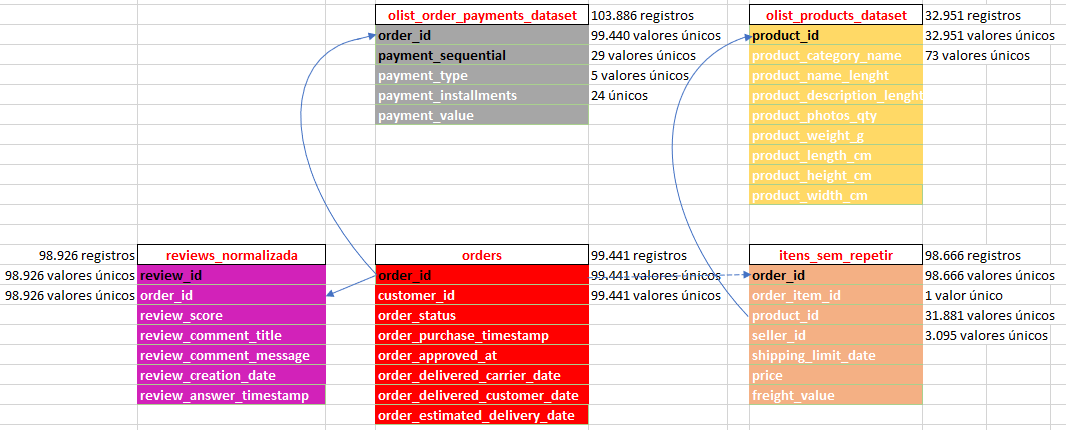 olist_order_payments_dataset 103.886 registros
order_id 99.440 valores únicos
payment_sequential 29 valores únicos
payment_type 5 valores únicos
payment_installments 24 únicos
payment_value
olist_products_dataset 32.951 registros
product_id 32.951 valores únicos
product_category_name 73 valores únicos
product_name_lenght
product_description_lenght
product_photos_qty
product_weight_g
product_length_cm
product_height_cm
product_width_cm
98.926 registros reviews_normalizada
98.926 valores únicos review_id
98.926 valores únicos order_id
review_score
review_comment_title
review_comment_message
review_creation_date
review_answer_timestamp
orders 99.441 registros
order_id 99.441 valores únicos
customer_id 99.441 valores únicos
order_status
order_purchase_timestamp
order_approved_at
order_delivered_carrier_date
order_delivered_customer_date
order_estimated_delivery_date
itens_sem_repetir 98.666 registros
order_id 98.666 valores únicos
order_item_id 1 valor único
product_id 31.881 valores únicos
seller_id 3.095 valores únicos
shipping_limit_date
price
freight_value